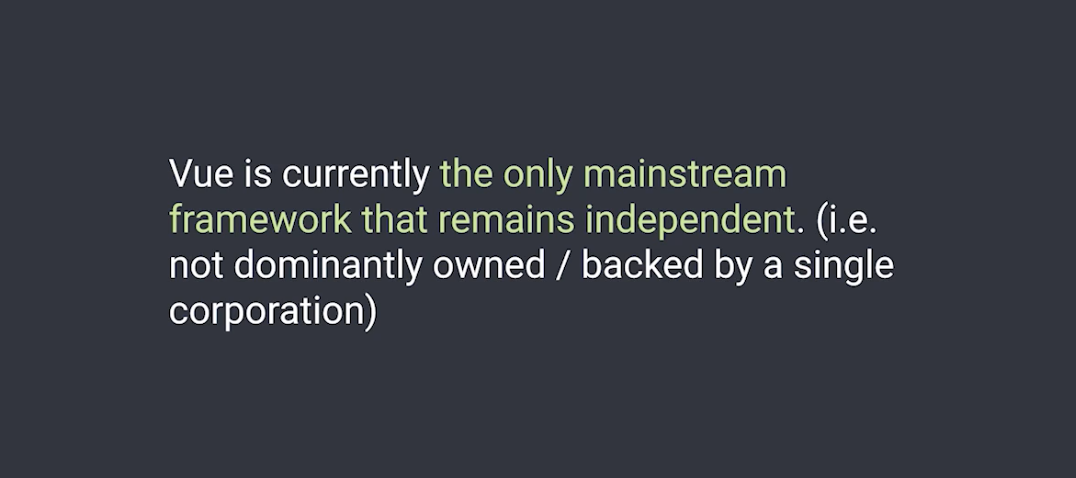 Vue is currently the only mainstream
framework that remains independent. (i.e.
not dominantly owned / backed by a single
corporation)